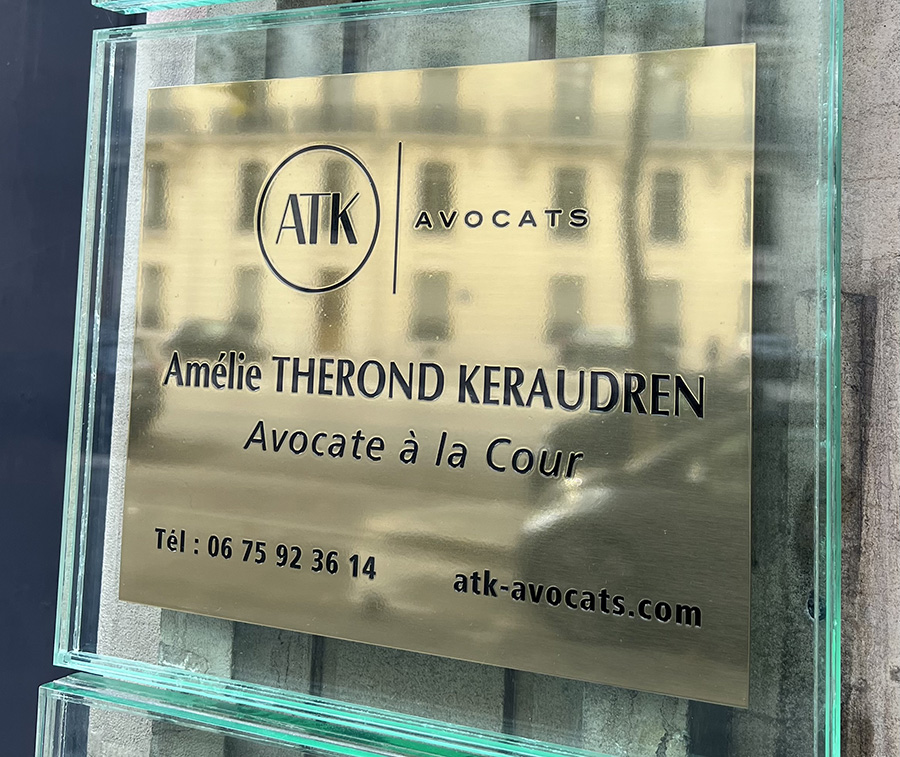 ATK AVOCATS
Amélie THEROND KERAUDREN
Avocate à la Cour
Tél : 06 75 92 36 14 atk-avocats.com